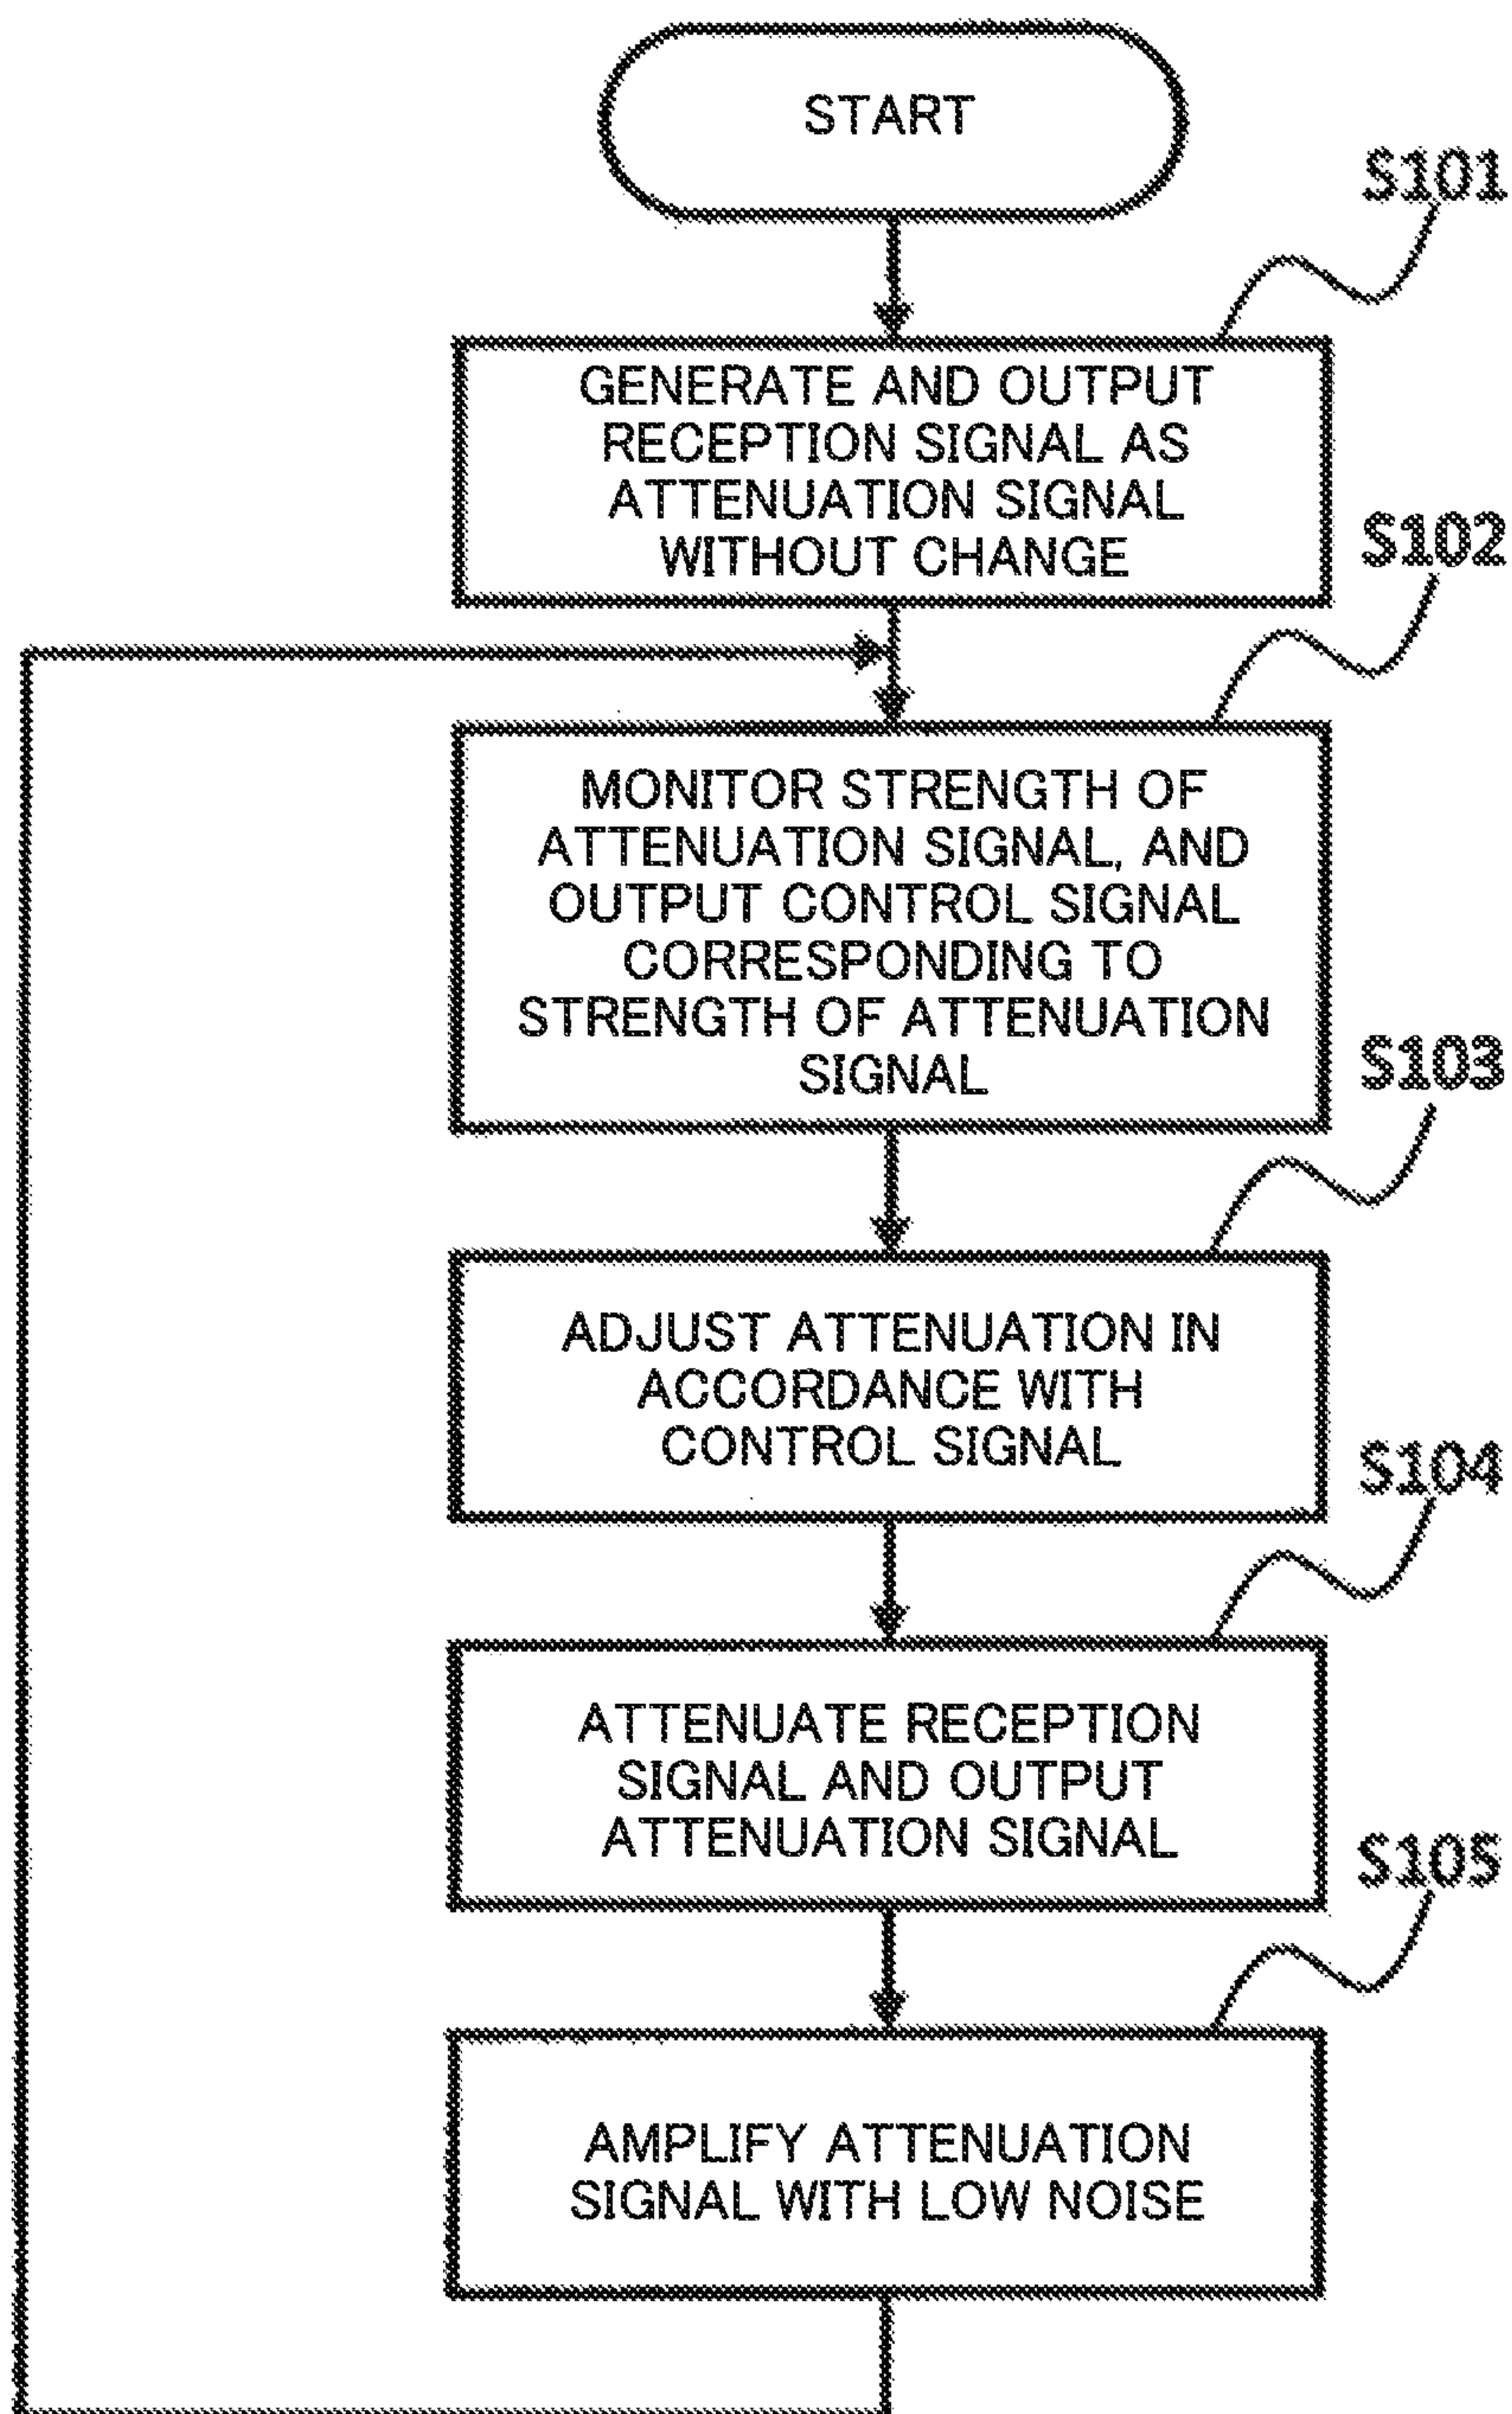 START
S101
GENERATE AND OUTPUT
RECEPTION SIGNAL AS
ATTENUATION SIGNAL
WITHOUT CHANGE
S102
MONITOR STRENGTH OF
ATTENUATION SIGNAL, AND
OUTPUT CONTROL SIGNAL
CORRESPONDING TO
STRENGTH OF ATTENUATION
SIGNAL
S103
ADJUST ATTENUATION IN
ACCORDANCE WITH
CONTROL SIGNAL
S104
ATTENUATE RECEPTION
SIGNAL AND OUTPUT
ATTENUATION SIGNAL
S105
AMPLIFY ATTENUATION
SIGNAL WITH LOW NOISE